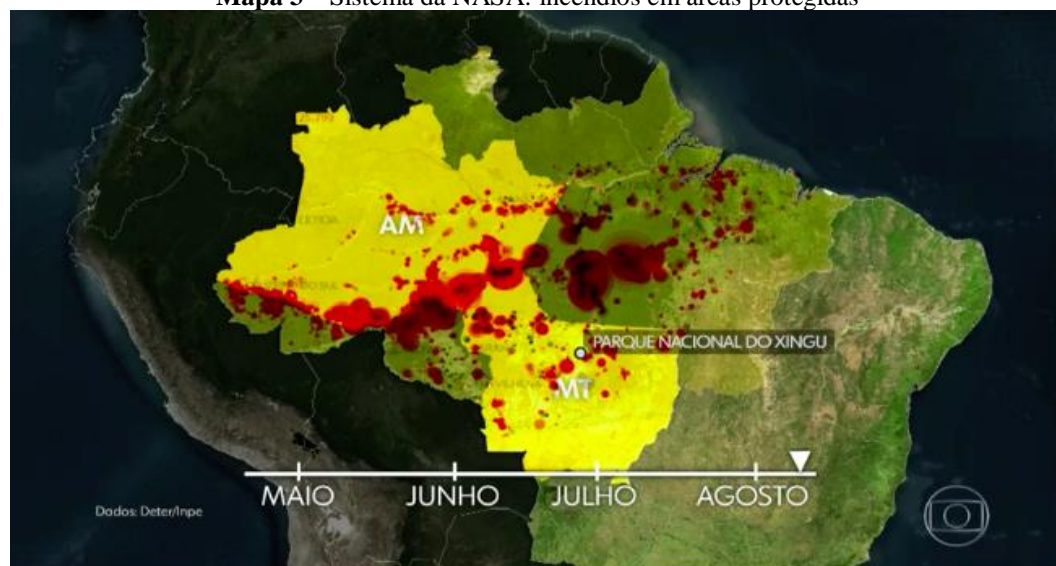 Mapa 3 – Sistema da NASA: incêndios em áreas protegidas
AM
PARQUE NACIONAL DO XINGU
MT
MAIO
JUNHO
JULHO
AGOSTO
Dados: Deter/Inpe